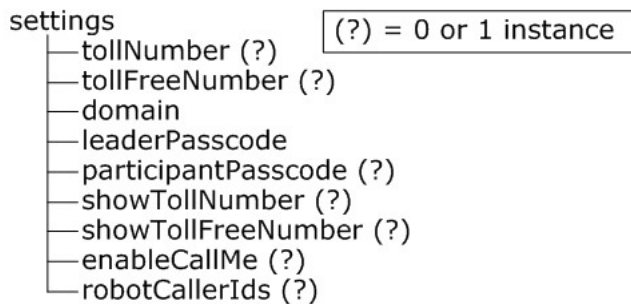 settings
(?) = 0 or 1 instance
tollNumber (?)
tollFreeNumber (?)
domain
leaderPasscode
participantPasscode (?)
showTollNumber (?)
showTollFreeNumber (?)
enableCallMe (?)
robotCallerIds (?)